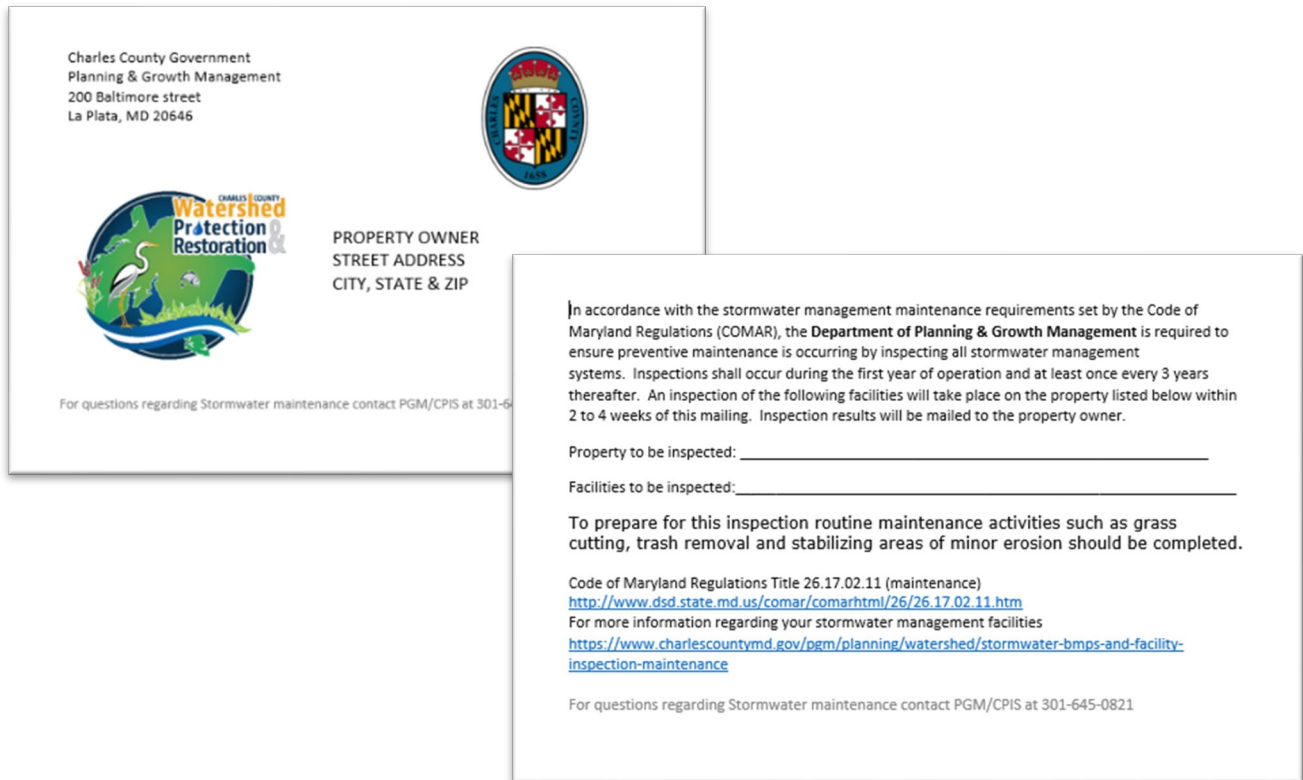 Charles County Government
Planning & Growth Management
200 Baltimore street
La Plata, MD 20646
CHARLES COUNTY
1658
CHARLES COUNTY
Watershed
Protection &
Restoration
PROPERTY OWNER
STREET ADDRESS
CITY, STATE & ZIP
For questions regarding Stormwater maintenance contact PGM/CPIS at 301-64
In accordance with the stormwater management maintenance requirements set by the Code of
Maryland Regulations (COMAR), the Department of Planning & Growth Management is required to
ensure preventive maintenance is occurring by inspecting all stormwater management
systems. Inspections shall occur during the first year of operation and at least once every 3 years
thereafter. An inspection of the following facilities will take place on the property listed below within
2 to 4 weeks of this mailing. Inspection results will be mailed to the property owner.
Property to be inspected:
Facilities to be inspected:
To prepare for this inspection routine maintenance activities such as grass
cutting, trash removal and stabilizing areas of minor erosion should be completed.
Code of Maryland Regulations Title 26.17.02.11 (maintenance)
http://www.dsd.state.md.us/comar/comarhtml/26/26.17.02.11.htm
For more information regarding your stormwater management facilities
https://www.charlescountymd.gov/pgm/planning/watershed/stormwater-bmps-and-facility-
inspection-maintenance
For questions regarding Stormwater maintenance contact PGM/CPIS at 301-645-0821